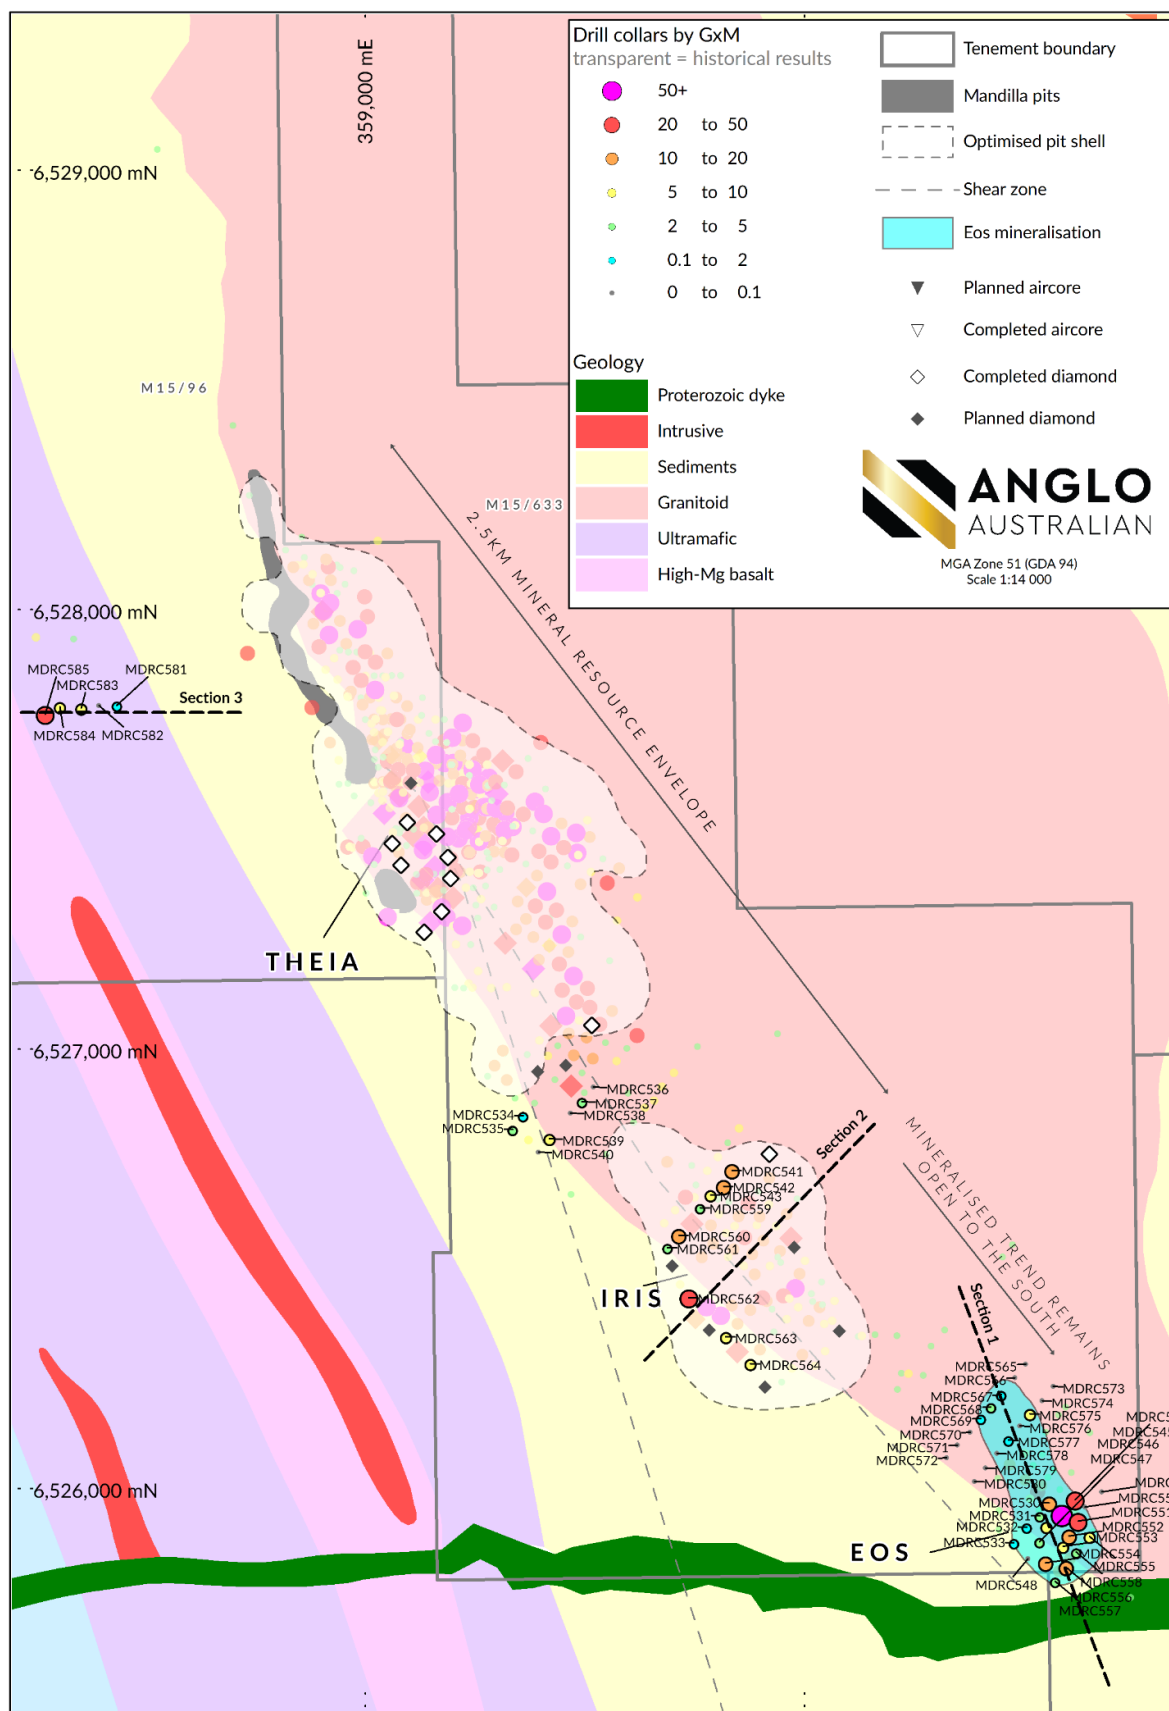 Drill collars by GxM
transparent = historical results
50+
20 to 50
10 to 20
5 to 10
2 to 5
0.1 to 2
0 to 0.1
Geology
Proterozoic dyke
Intrusive
Sediments
Granitoid
Ultramafic
High-Mg basalt
Tenement boundary
Mandilla pits
Optimised pit shell
Shear zone
Eos mineralisation
Planned aircore
Completed aircore
Completed diamond
Planned diamond
ANGLO
AUSTRALIAN
MGA Zone 51 (GDA 94)
Scale 1:14 000
359,000 mE
6,529,000 mN
M15/96
M15/633
2.5KM MINERAL RESOURCE ENVELOPE
6,528,000 mN
MDRC585
MDRC581
MDRC583
Section 3
MDRC584
MDRC582
THEIA
6,527,000 mN
MDRC536
MDRC537
MDRC538
MDRC534
MDRC535
MDRC539
MDRC540
Section 2
MINERALISED TREND REMAINS
OPEN TO THE SOUTH
MDRC541
MDRC542
MDRC543
MDRC559
MDRC560
MDRC561
IRIS
MDRC562
MDRC563
MDRC564
Section 1
MDRC565
MDRC573
MDRC567
MDRC574
MDRC568
MDRC575
MDRC569
MDRC576
MDRC570
MDRC577
MDRC571
MDRC578
MDRC572
MDRC579
MDRC546
MDRC547
6,526,000 mN
MDRC530
MDRC531
MDRC532
MDRC533
MDRC551
MDRC552
MDRC553
MDRC554
MDRC555
EOS
MDRC548
MDRC558
MDRC556
MDRC557